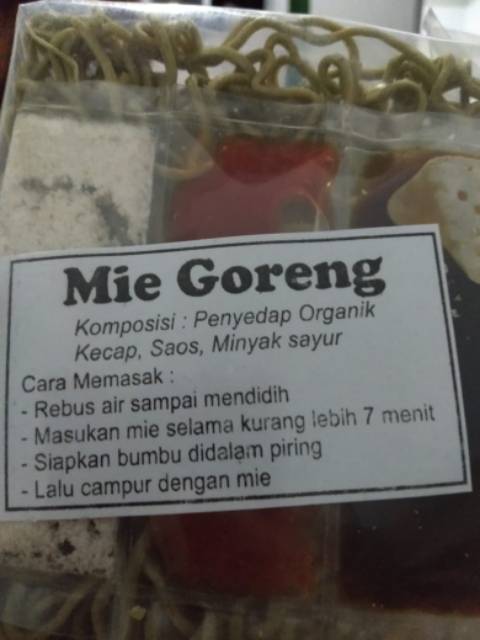 Mie Goreng
Komposisi : Penyedap Organik
Kecap, Saos, Minyak sayur
Cara Memasak :
- Rebus air sampai mendidih
- Masukan mie selama kurang lebih 7 menit
- Siapkan bumbu didalam piring
- Lalu campur dengan mie